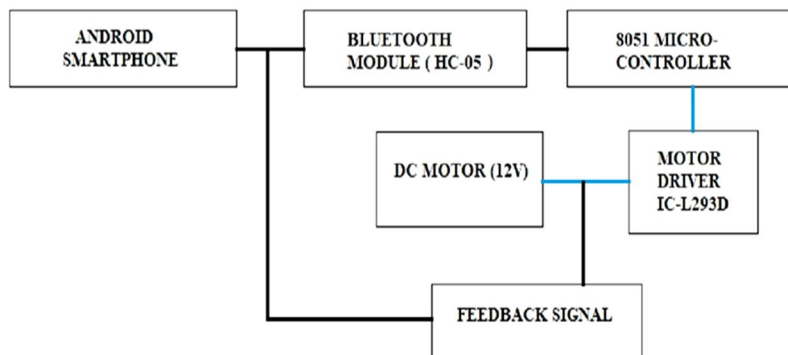 ANDROID
SMARTPHONE
BLUETOOTH
MODULE ( HC-05 )
8051 MICRO-
CONTROLLER
DC MOTOR (12V)
MOTOR
DRIVER
IC-L293D
FEEDBACK SIGNAL